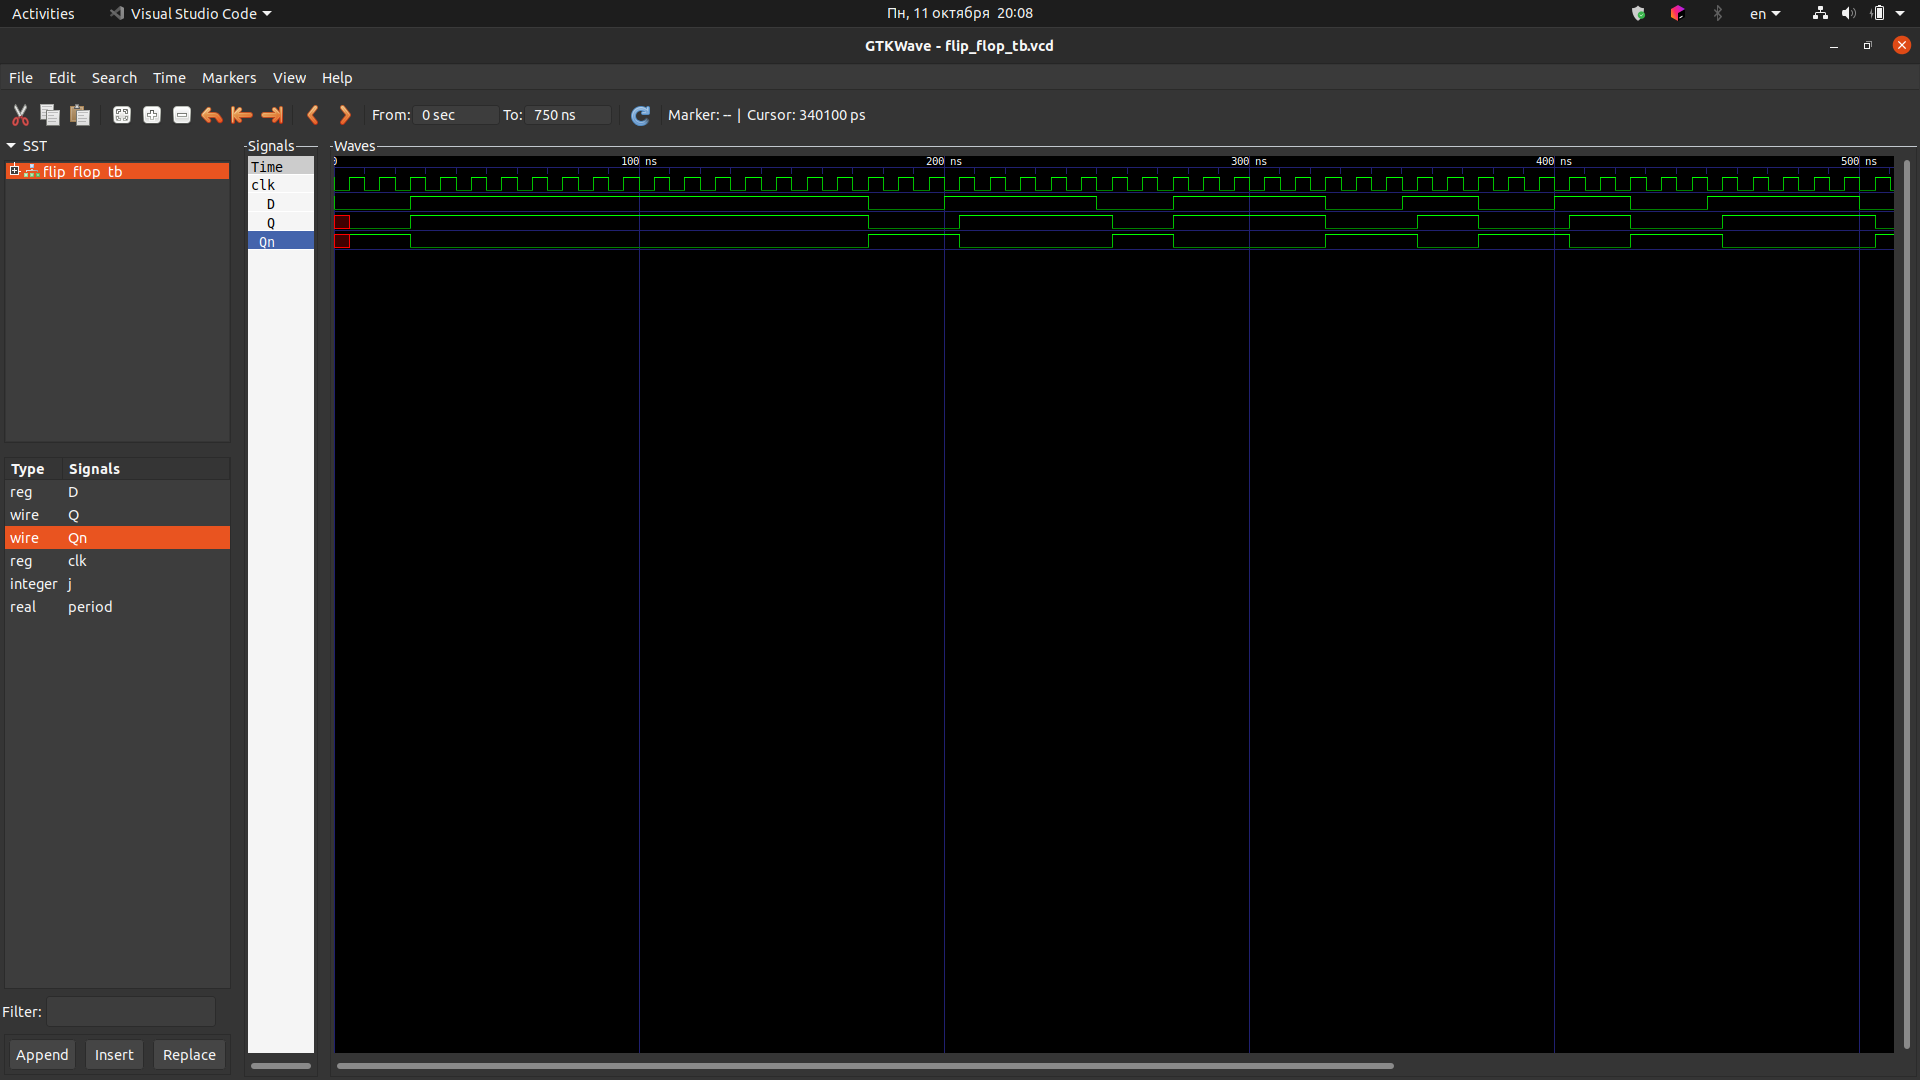 Activities Visual Studio Code Пн, 11 октября 20:08 en
GTKWave - flip_flop_tb.vcd
File Edit Search Time Markers View Help
From: 0 sec To: 750 ns Marker: -- | Cursor: 340100 ps
SST
flip_flop_tb
Type Signals
reg D
wire Q
wire Qn
reg clk
integer j
real period
Filter:
Append Insert Replace
Signals
Time
clk
D
Q
Qn
Waves
0 100 ns 200 ns 300 ns 400 ns 500 ns